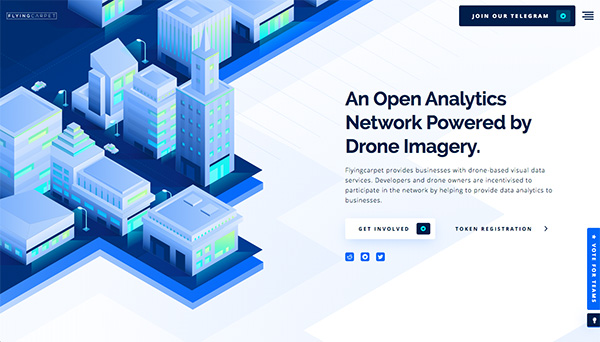 FLYINGCARPET
JOIN OUR TELEGRAM
An Open Analytics
Network Powered by
Drone Imagery.
Flyingcarpet provides businesses with drone-based visual data
services. Developers and drone owners are incentivised to
participate in the network by helping to provide data analytics to
businesses.
GET INVOLVED
TOKEN REGISTRATION
★ VOTE FOR TEAMS